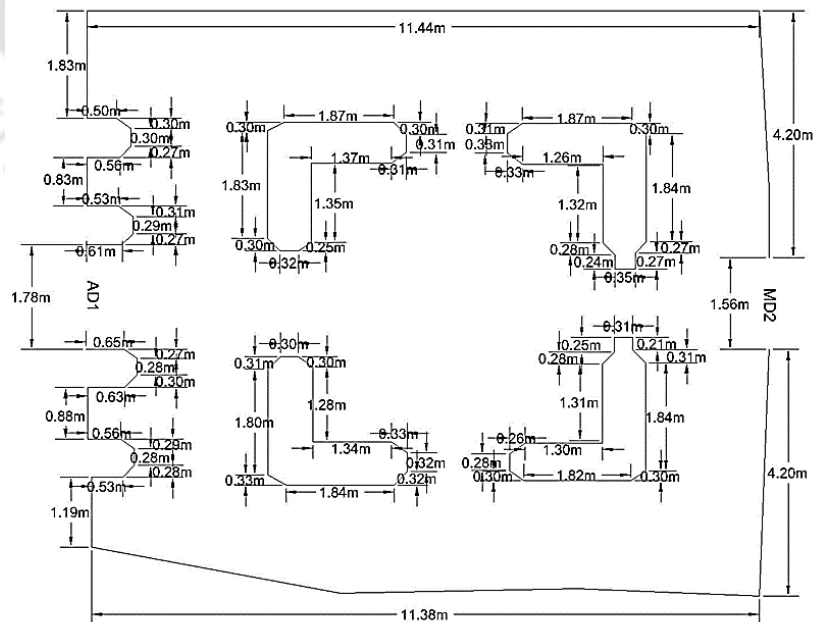 11.44m
1.83m
4.20m
0.50m
0.30m
0.30m
0.27m
0.56m
0.83m
0.53m
0.31m
0.29m
0.27m
0.61m
1.78m
AD1
0.65m
0.27m
0.28m
0.30m
0.63m
0.88m
0.56m
0.29m
0.28m
0.28m
0.53m
1.19m
1.87m
0.30m
0.30m
0.31m
1.37m
0.31m
1.83m
1.35m
0.30m
0.25m
0.32m
1.87m
0.31m
0.33m
0.30m
1.26m
0.33m
1.84m
1.32m
0.28m
0.24m
0.27m
0.27m
0.35m
1.56m
MD2
0.30m
0.31m
0.30m
1.28m
1.80m
0.33m
1.34m
0.32m
0.33m
0.32m
1.84m
0.31m
0.25m
0.21m
0.28m
0.31m
1.31m
1.84m
0.26m
1.30m
0.28m
0.30m
1.82m
0.30m
4.20m
11.38m